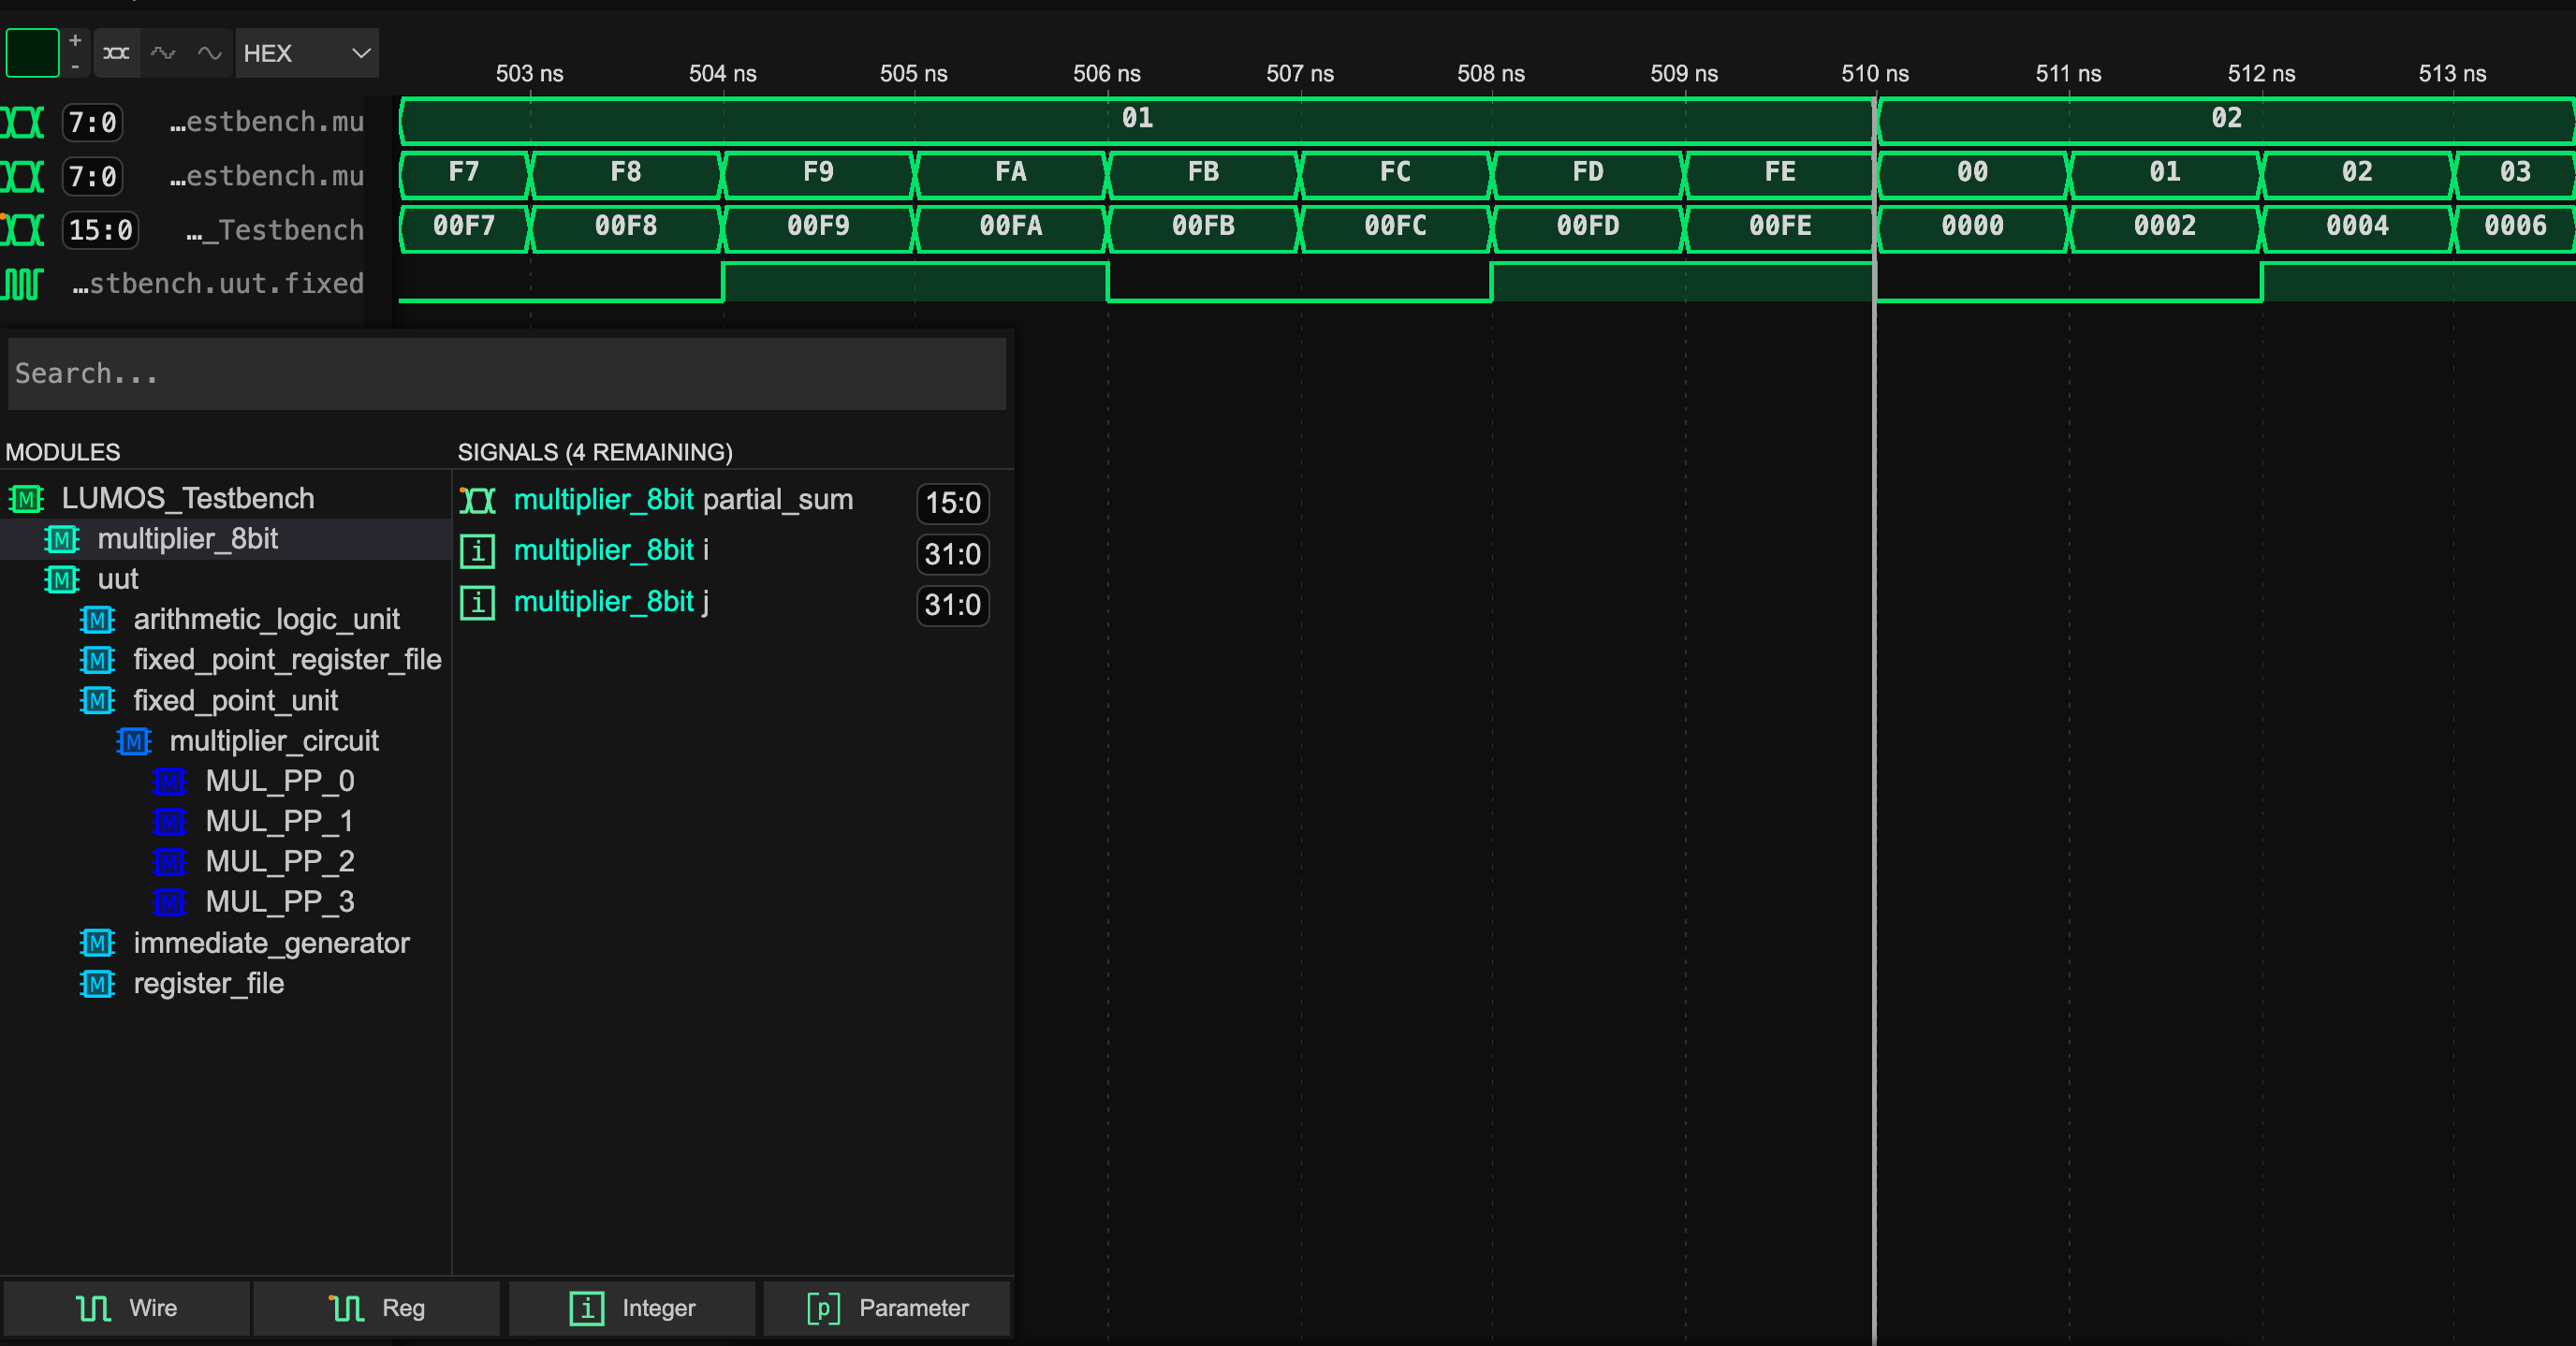 +
- HEX
503 ns 504 ns 505 ns 506 ns 507 ns 508 ns 509 ns 510 ns 511 ns 512 ns 513 ns
7:0 …estbench.mu 01 02
7:0 …estbench.mu F7 F8 F9 FA FB FC FD FE 00 01 02 03
15:0 …_Testbench 00F7 00F8 00F9 00FA 00FB 00FC 00FD 00FE 0000 0002 0004 0006
…stbench.uut.fixed
Search...
MODULES
LUMOS_Testbench
multiplier_8bit
uut
arithmetic_logic_unit
fixed_point_register_file
fixed_point_unit
multiplier_circuit
MUL_PP_0
MUL_PP_1
MUL_PP_2
MUL_PP_3
immediate_generator
register_file
SIGNALS (4 REMAINING)
multiplier_8bit partial_sum 15:0
i multiplier_8bit i 31:0
i multiplier_8bit j 31:0
Wire Reg i Integer [p] Parameter